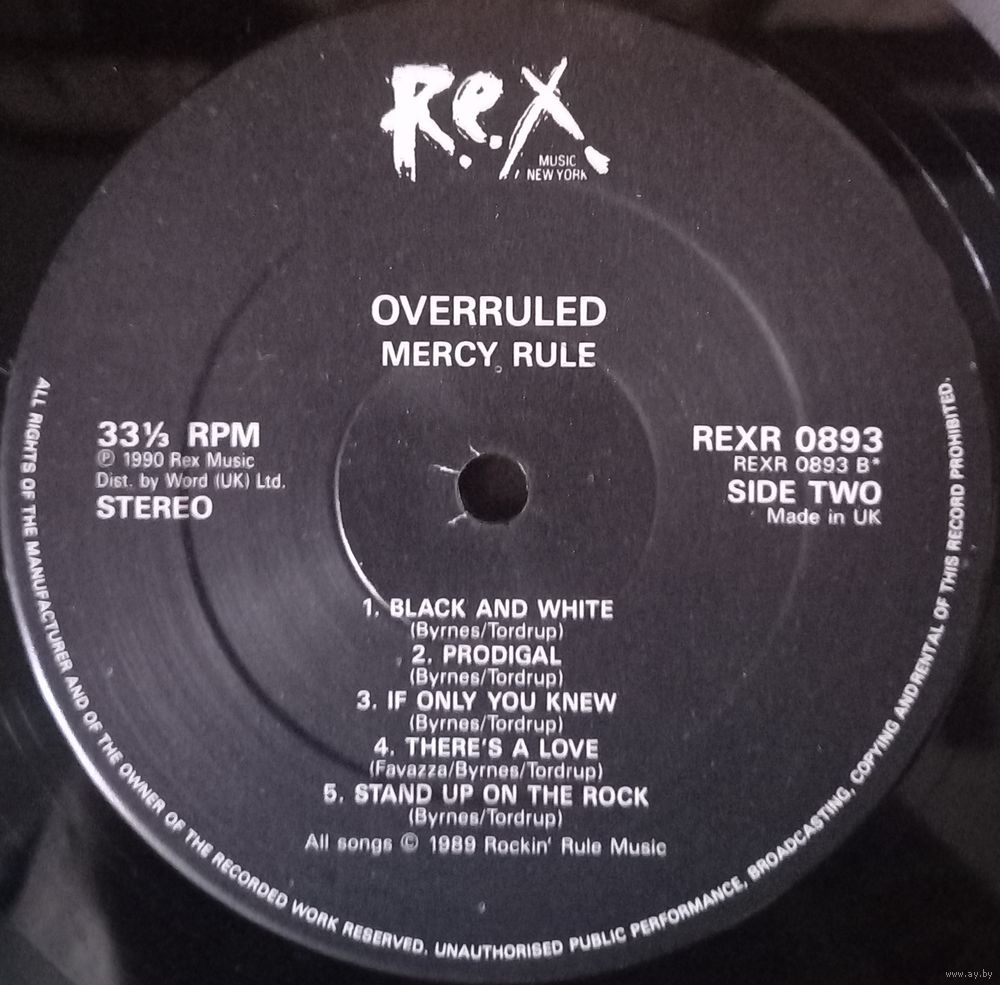 R.e.X.
MUSIC
NEW YORK
OVERRULED
MERCY RULE
33⅓ RPM
℗ 1990 Rex Music
Dist. by Word (UK) Ltd.
STEREO
REXR 0893
REXR 0893 B*
SIDE TWO
Made in UK
1. BLACK AND WHITE
(Byrnes/Tordrup)
2. PRODIGAL
(Byrnes/Tordrup)
3. IF ONLY YOU KNEW
(Byrnes/Tordrup)
4. THERE'S A LOVE
(Favazza/Byrnes/Tordrup)
5. STAND UP ON THE ROCK
(Byrnes/Tordrup)
All songs © 1989 Rockin' Rule Music
ALL RIGHTS OF THE MANUFACTURER AND OF THE OWNER OF THE RECORDED WORK RESERVED. UNAUTHORISED PUBLIC PERFORMANCE, BROADCASTING, COPYING AND RENTAL OF THIS RECORD PROHIBITED.
www.ay.by